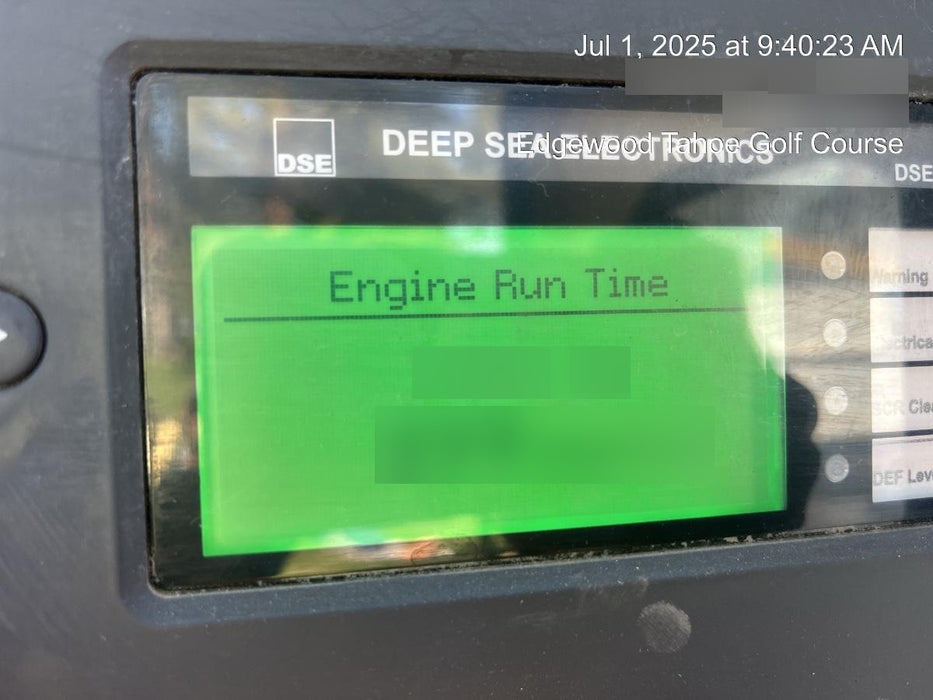 Jul 1, 2025 at 9:40:23 AM
Edgewood Tahoe Golf Course
DSE
DEEP SEA ELECTRONICS
DSE
Engine Run Time
Warning
DEF Lev